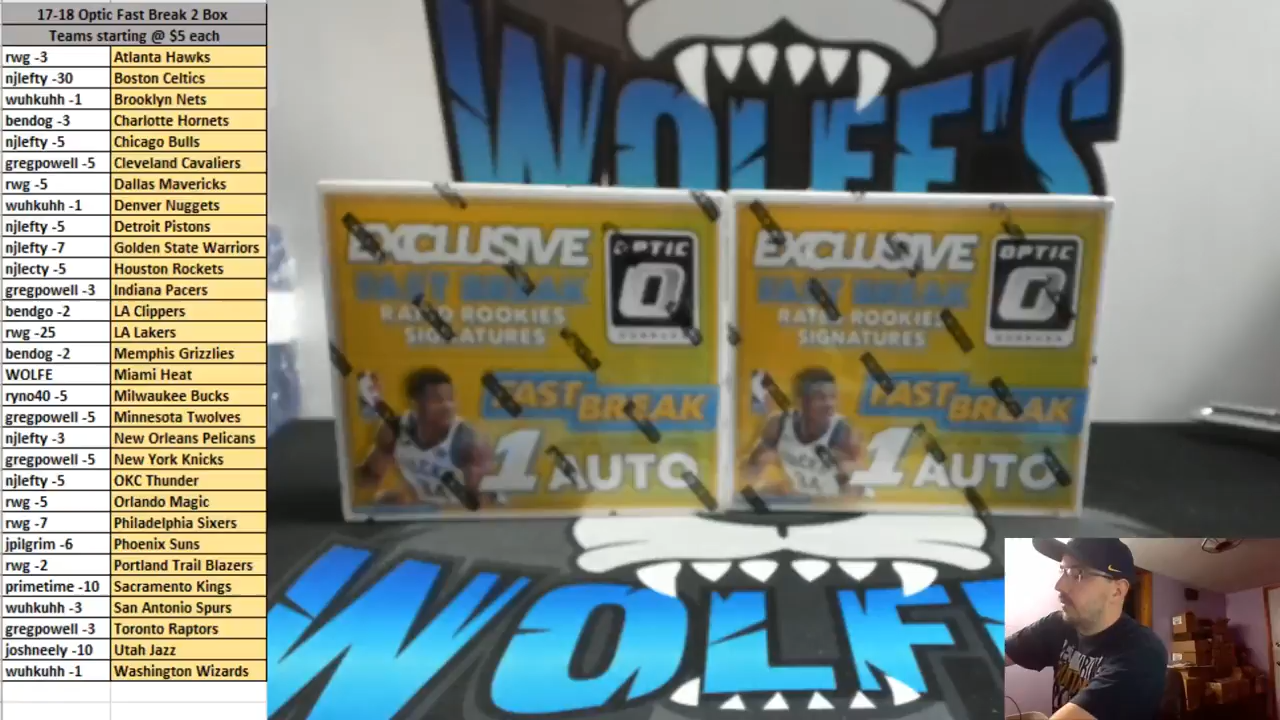 17-18 Optic Fast Break 2 Box
Teams starting @ $5 each
rwg -3 Atlanta Hawks
njlefty -30 Boston Celtics
wuhkuhh -1 Brooklyn Nets
bendog -3 Charlotte Hornets
njlefty -5 Chicago Bulls
gregpowell -5 Cleveland Cavaliers
rwg -5 Dallas Mavericks
wuhkuhh -1 Denver Nuggets
njlefty -5 Detroit Pistons
njlefty -7 Golden State Warriors
njlecty -5 Houston Rockets
gregpowell -3 Indiana Pacers
bendgo -2 LA Clippers
rwg -25 LA Lakers
bendog -2 Memphis Grizzlies
WOLFE Miami Heat
ryno40 -5 Milwaukee Bucks
gregpowell -5 Minnesota Twolves
njlefty -3 New Orleans Pelicans
gregpowell -5 New York Knicks
njlefty -5 OKC Thunder
rwg -5 Orlando Magic
rwg -7 Philadelphia Sixers
jpilgrim -6 Phoenix Suns
rwg -2 Portland Trail Blazers
primetime -10 Sacramento Kings
wuhkuhh -3 San Antonio Spurs
gregpowell -3 Toronto Raptors
joshneely -10 Utah Jazz
wuhkuhh -1 Washington Wizards
WOLFE'S
EXCLUSIVE
FAST BREAK
RATED ROOKIES
SIGNATURES
OPTIC
FAST BREAK
1 AUTO
EXCLUSIVE
FAST BREAK
RATED ROOKIES
SIGNATURES
OPTIC
FAST BREAK
1 AUTO
WOLFE'S